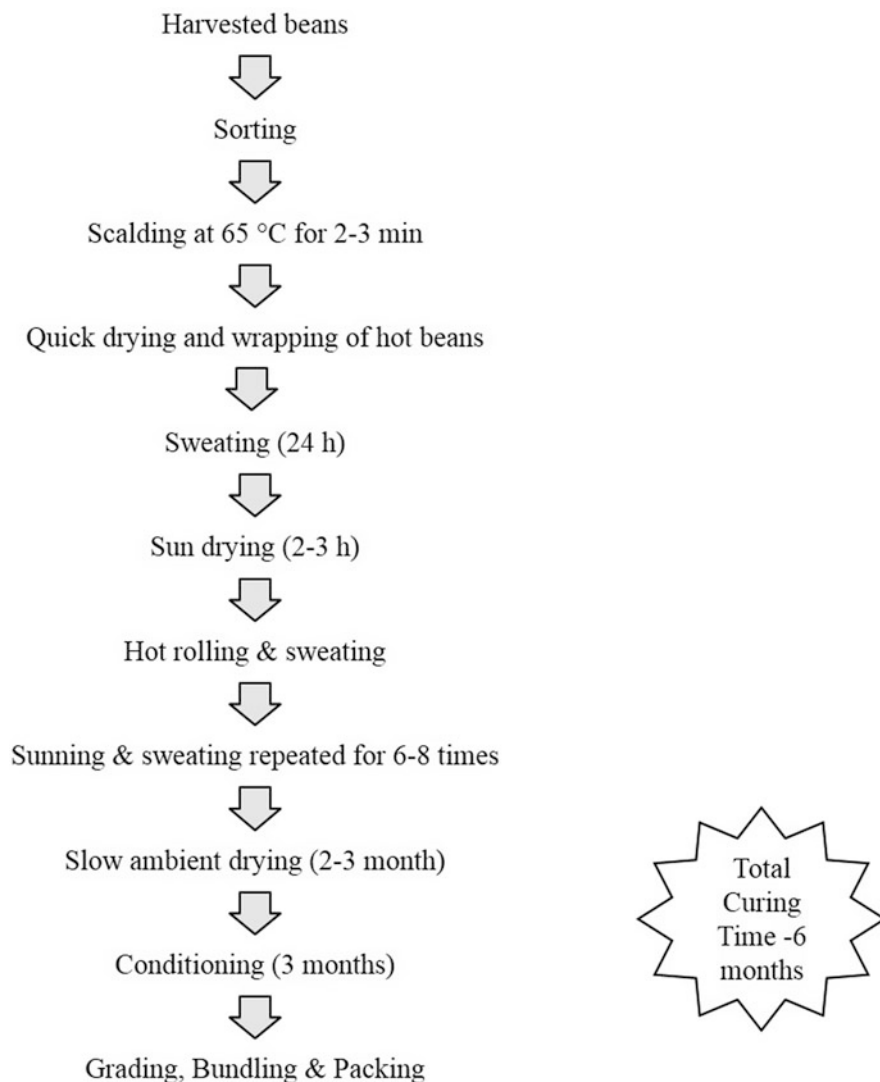 Harvested beans
Sorting
Scalding at 65 °C for 2-3 min
Quick drying and wrapping of hot beans
Sweating (24 h)
Sun drying (2-3 h)
Hot rolling & sweating
Sunning & sweating repeated for 6-8 times
Slow ambient drying (2-3 month)
Conditioning (3 months)
Grading, Bundling & Packing
Total
Curing
Time -6
months